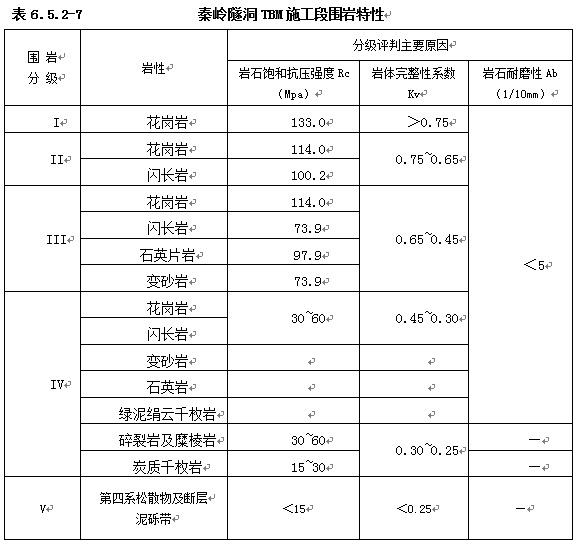 表 6.5.2-7 秦岭隧洞 TBM 施工段围岩特性
围 岩 分 级 岩性 分级评判主要原因
岩石饱和抗压强度 Rc (Mpa) 岩体完整性系数 Kv 岩石耐磨性 Ab (1/10mm)
I 花岗岩 133.0 >0.75 <5
II 花岗岩 114.0 0.75~0.65
闪长岩 100.2
III 花岗岩 114.0 0.65~0.45
闪长岩 73.9
石英片岩 97.9
变砂岩 73.9
IV 花岗岩 30~60 0.45~0.30
闪长岩
变砂岩
石英岩
绿泥绢云千枚岩
碎裂岩及糜棱岩 30~60 0.30~0.25 —
炭质千枚岩 15~30 —
V 第四系松散物及断层泥砾带 <15 <0.25 —